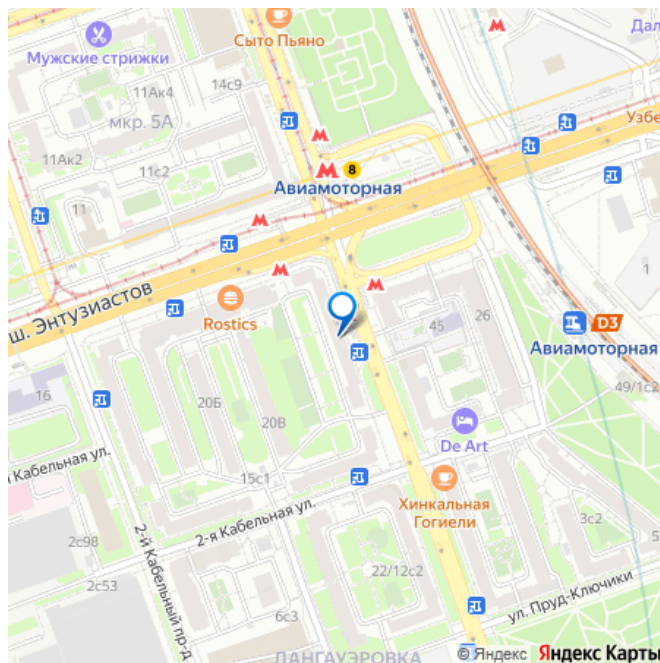 Сыто Пьяно
Дал
Мужские стрижки
14с9
11Ак4
мкр. 5А
Узбе
11Ак2
11с2
8
Авиамоторная
11
1
ш. Энтузиастов
Rostics
45
26
D3
Авиамоторная
16
20Б
20В
49/1с2
De Art
я Кабельная ул.
15с1
Хинкальная
Гогиели
2-я Кабельная ул.
3с2
2с98
5
2-й Кабельный пр-д
2с53
22/12с2
ул. Пруд-Ключики
6с3
ЛАНГАУЭРОВКА
© Яндекс Яндекс Карты